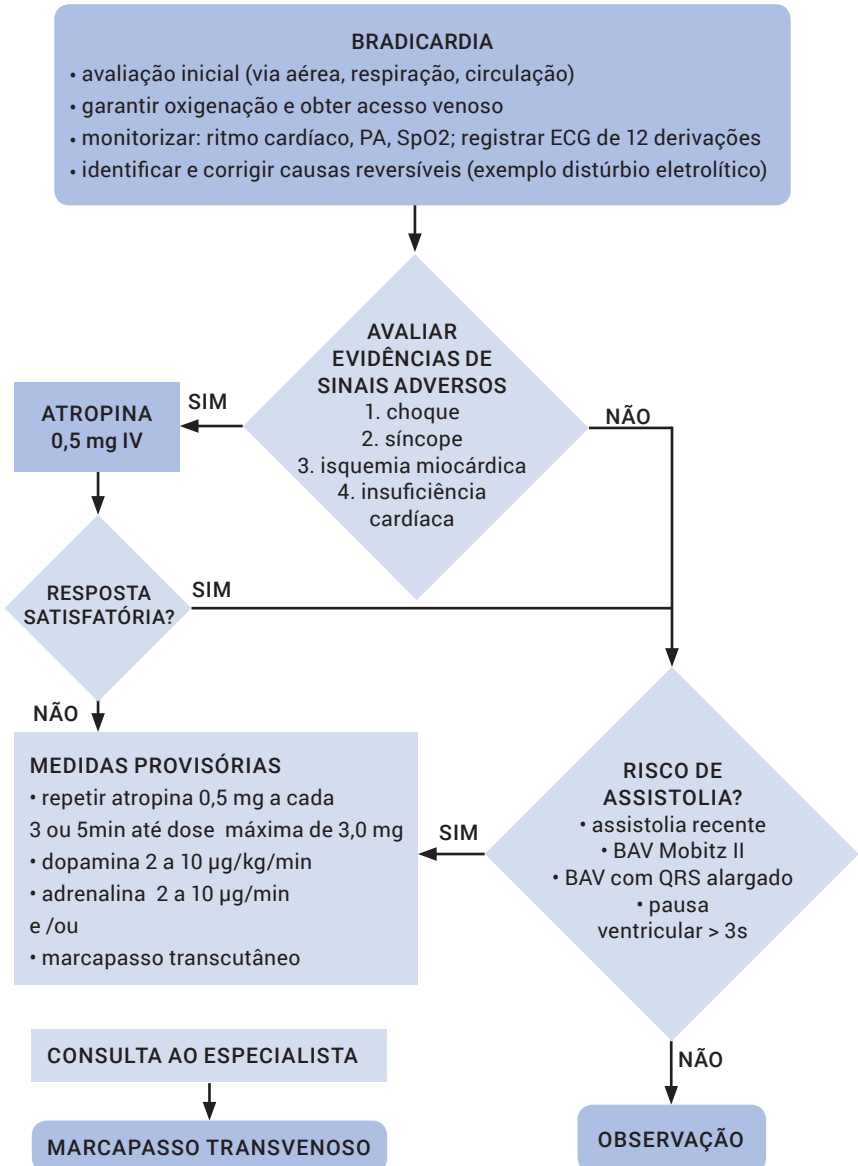 BRADICARDIA
• avaliação inicial (via aérea, respiração, circulação)
• garantir oxigenação e obter acesso venoso
• monitorizar: ritmo cardíaco, PA, SpO2; registrar ECG de 12 derivações
• identificar e corrigir causas reversíveis (exemplo distúrbio eletrolítico)
AVALIAR
EVIDÊNCIAS DE
SINAIS ADVERSOS
1. choque
2. síncope
3. isquemia miocárdica
4. insuficiência
cardíaca
SIM
NÃO
ATROPINA
0,5 mg IV
RESPOSTA
SATISFATÓRIA?
SIM
NÃO
MEDIDAS PROVISÓRIAS
• repetir atropina 0,5 mg a cada
3 ou 5min até dose máxima de 3,0 mg
• dopamina 2 a 10 µg/kg/min
• adrenalina 2 a 10 µg/min
e /ou
• marcapasso transcutâneo
SIM
RISCO DE
ASSISTOLIA?
• assistolia recente
• BAV Mobitz II
• BAV com QRS alargado
• pausa
ventricular > 3s
NÃO
CONSULTA AO ESPECIALISTA
MARCAPASSO TRANSVENOSO
OBSERVAÇÃO